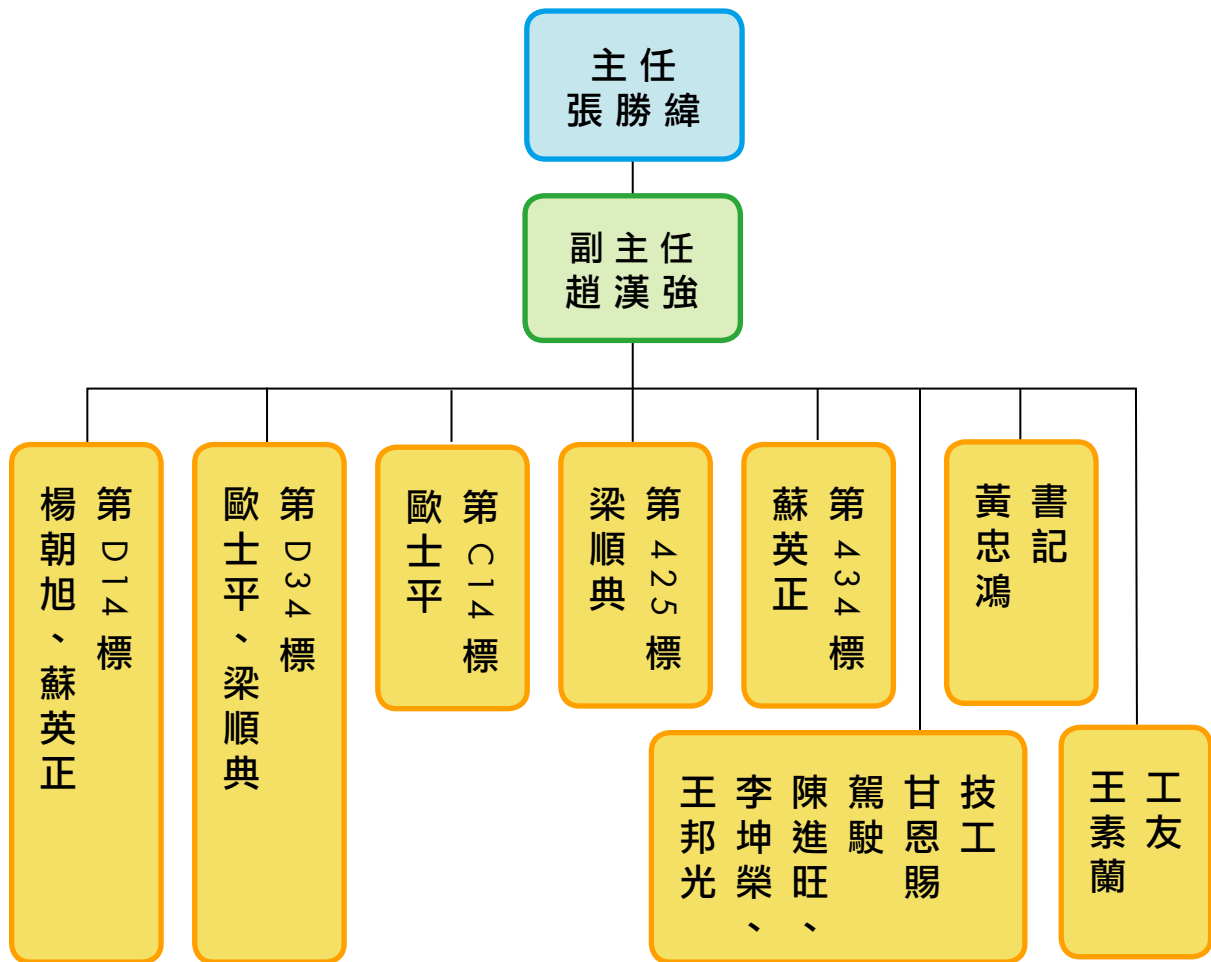 主任
張勝緯
副主任
趙漢強
第D14標
楊朝旭、蘇英正
第D34標
歐士平、梁順典
第C14標
歐士平
第425標
梁順典
第434標
蘇英正
書記
黃忠鴻
技工
甘恩賜
駕駛
陳進旺、
李坤榮、
王邦光
工友
王素蘭